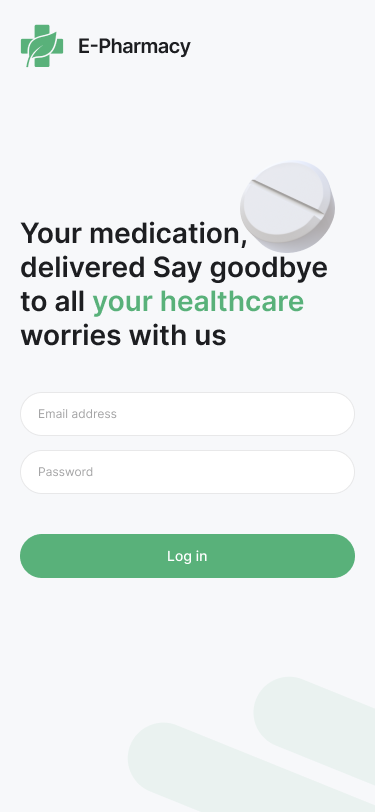 E-Pharmacy
Your medication,
delivered Say goodbye
to all your healthcare
worries with us
Email address
Password
Log in